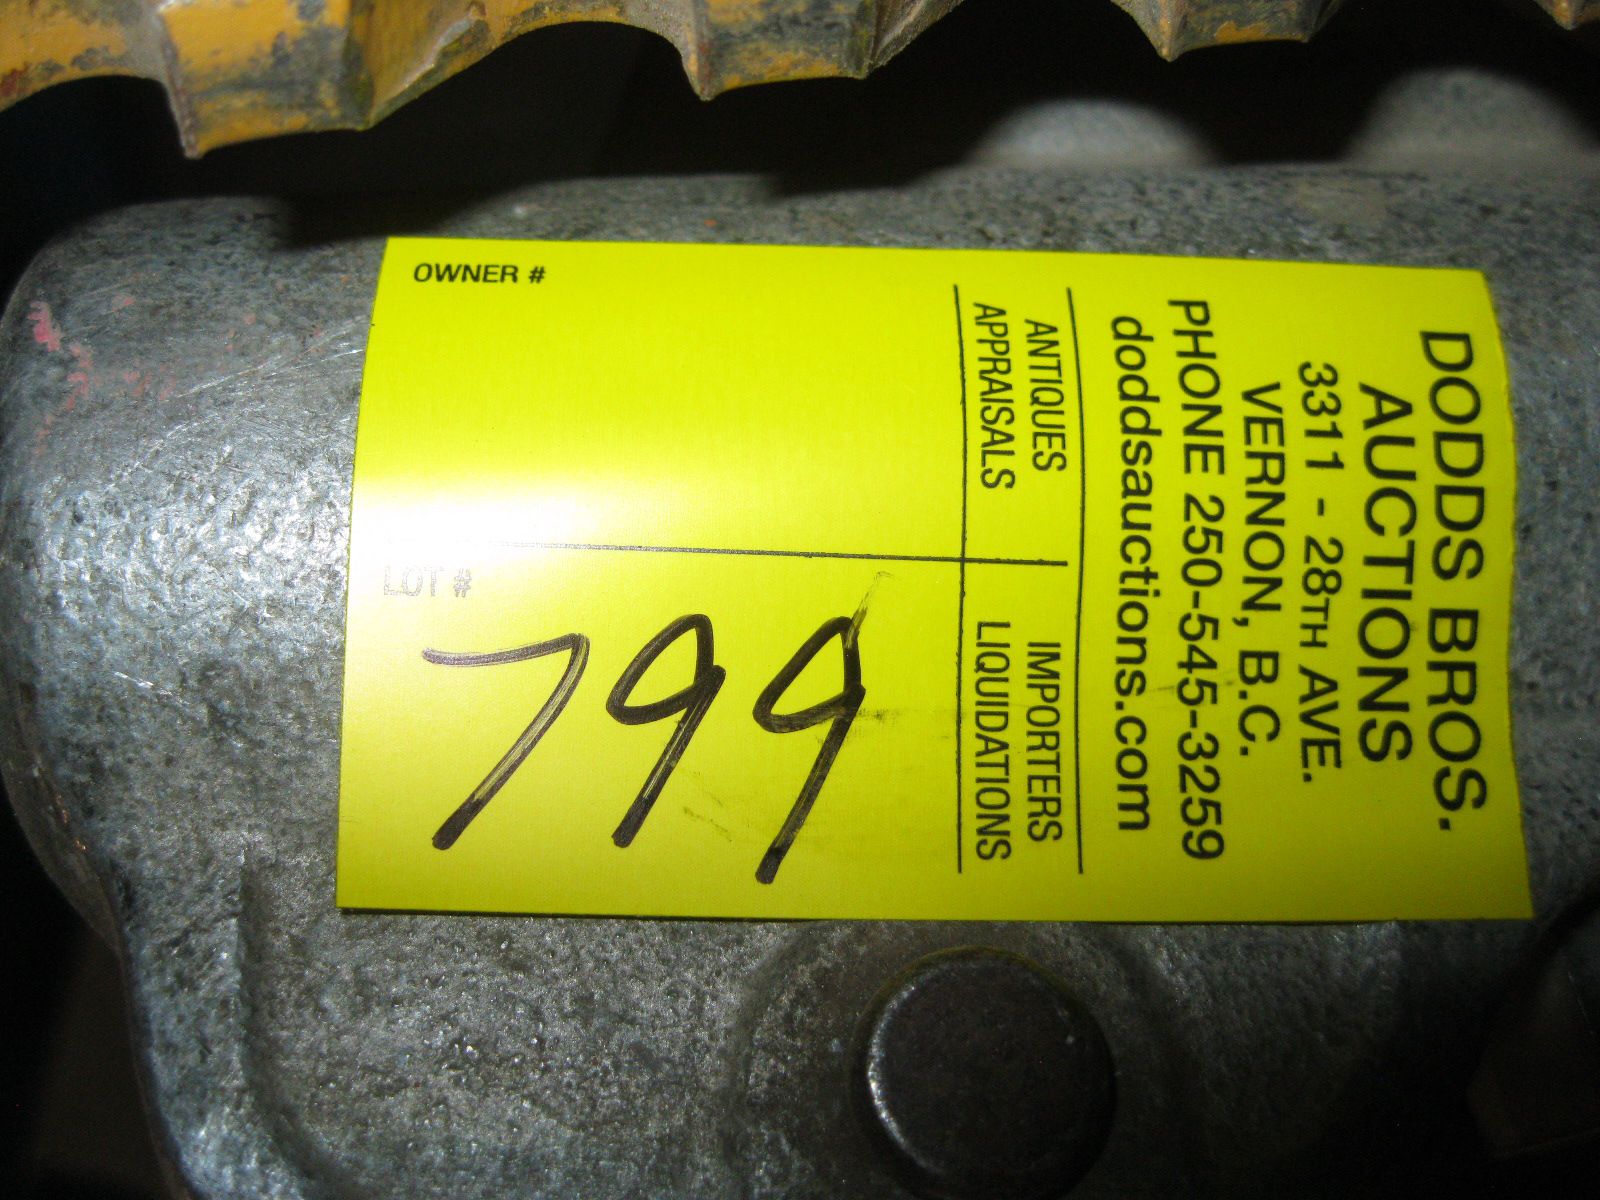 DODDS BROS.
AUCTIONS
3311 - 28TH AVE.
VERNON, B.C.
PHONE 250-545-3259
doddsauctions.com
ANTIQUES
APPRAISALS
IMPORTERS
LIQUIDATIONS
OWNER #
LOT #
799